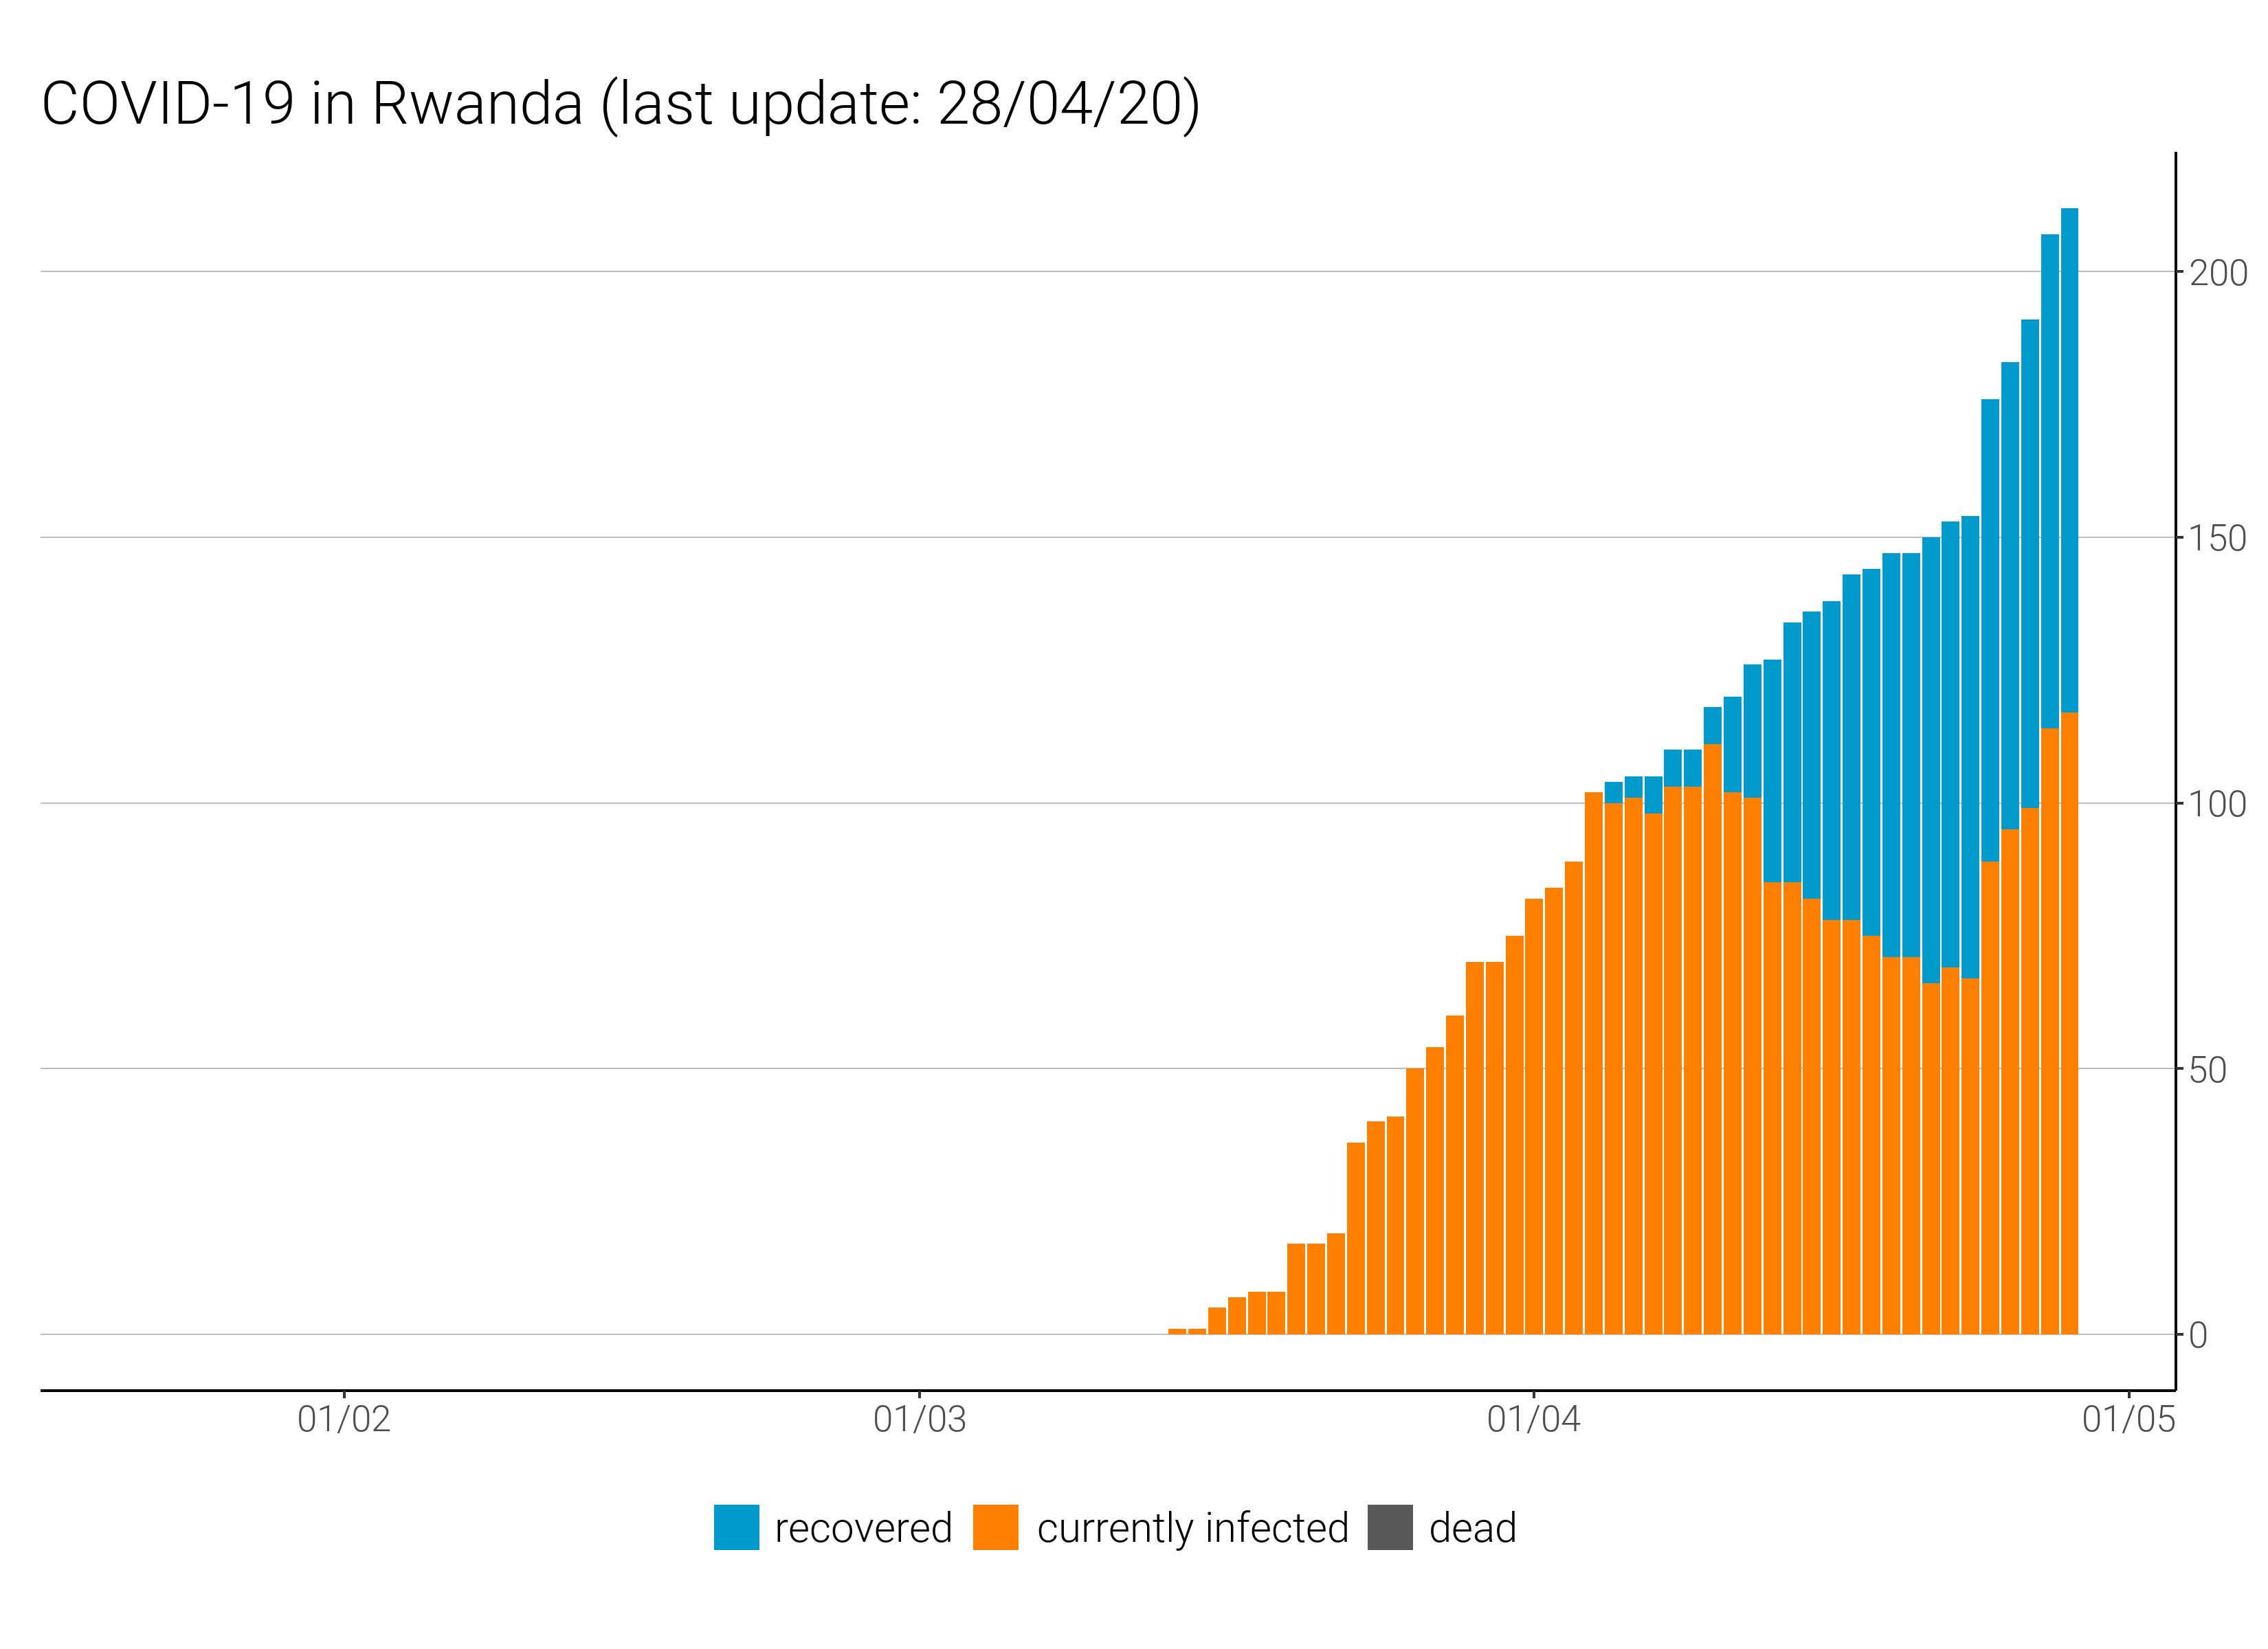 COVID-19 in Rwanda (last update: 28/04/20)
200
150
100
50
0
01/02 01/03 01/04 01/05
recovered currently infected dead